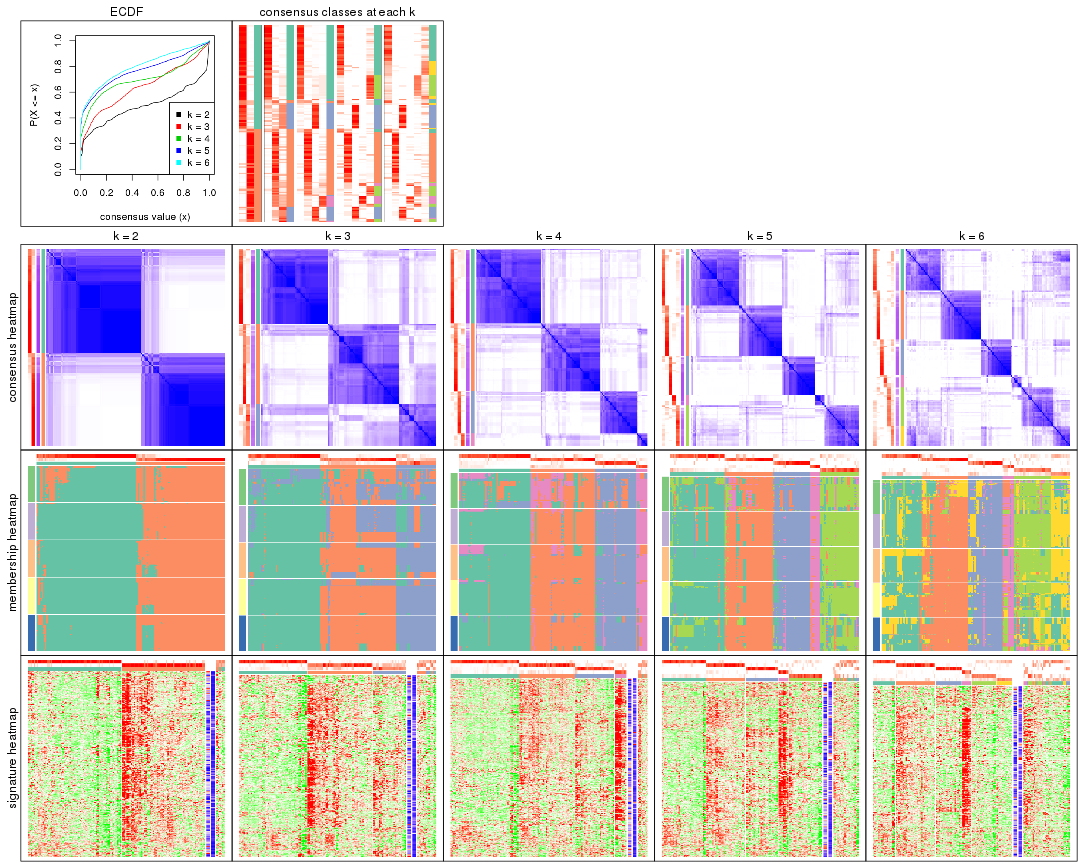 ECDF
consensus classes at each k
P(X <= x)
0.0 0.2 0.4 0.6 0.8 1.0
k = 2
k = 3
k = 4
k = 5
k = 6
0.0 0.2 0.4 0.6 0.8 1.0
consensus value (x)
k = 2 k = 3 k = 4 k = 5 k = 6
consensus heatmap
membership heatmap
signature heatmap